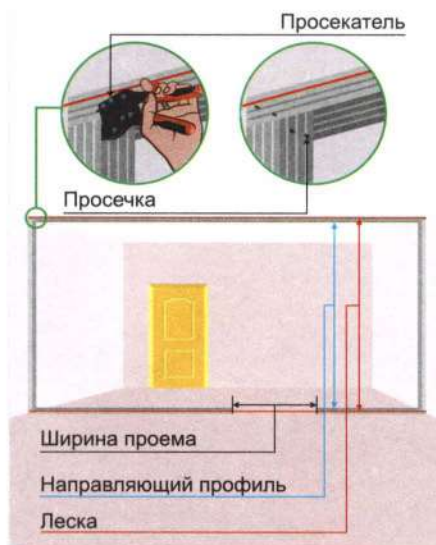 Просекатель
Просечка
Ширина проема
Направляющий профиль
Леска